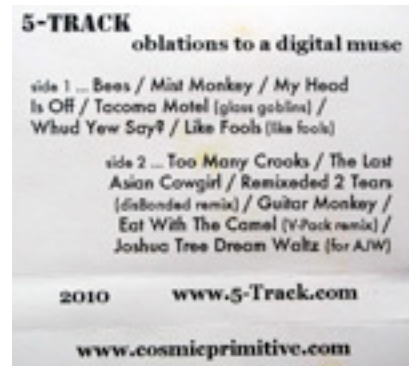 5-TRACK
oblations to a digital muse
side 1 ... Bees / Mist Monkey / My Head
Is Off / Tacoma Motel (glass goblins) /
Whud Yew Say? / Like Fools (like fools)
side 2 ... Too Many Crooks / The Last
Asian Cowgirl / Remixeded 2 Tears
(disBanded remix) / Guitar Monkey /
Eat With The Camel (V-Pack remix) /
Joshua Tree Dream Waltz (for AJW)
2010 www.5-Track.com
www.cosmicprimitive.com